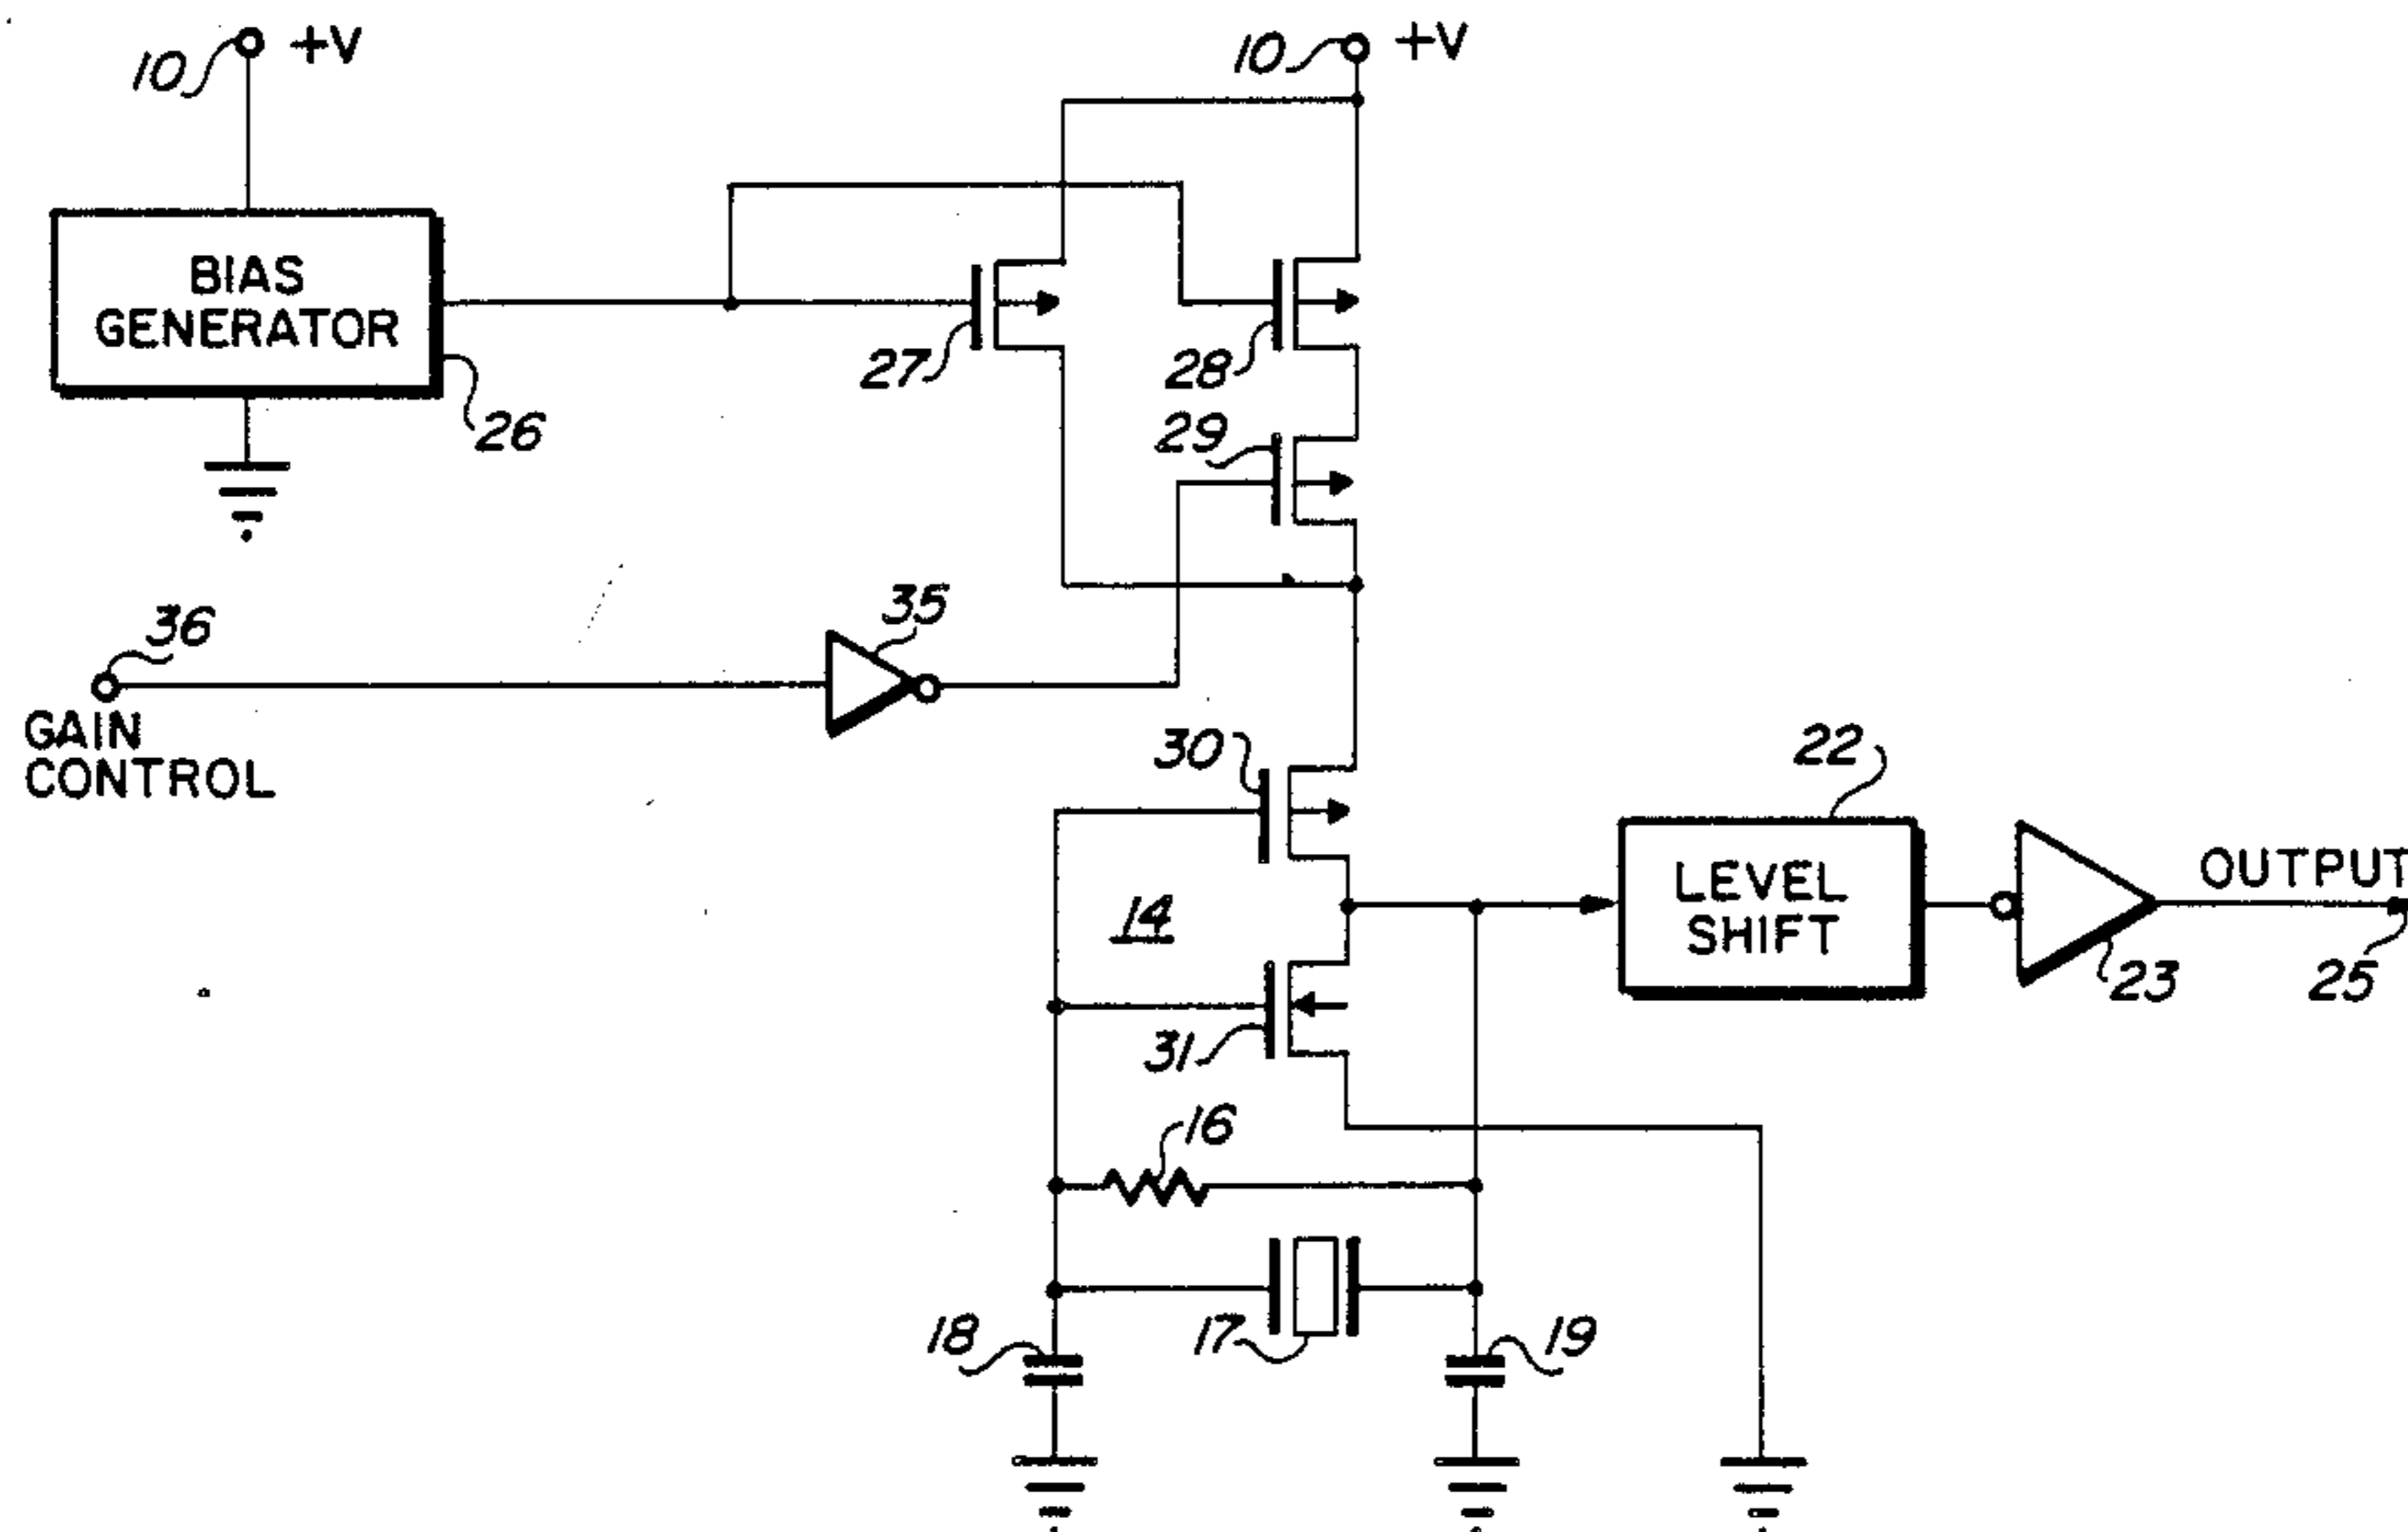 10 +V
10 +V
BIAS
GENERATOR
26
27
28
29
36
35
GAIN
CONTROL
30
22
14
LEVEL
SHIFT
OUTPUT
23
25
31
16
18
17
19